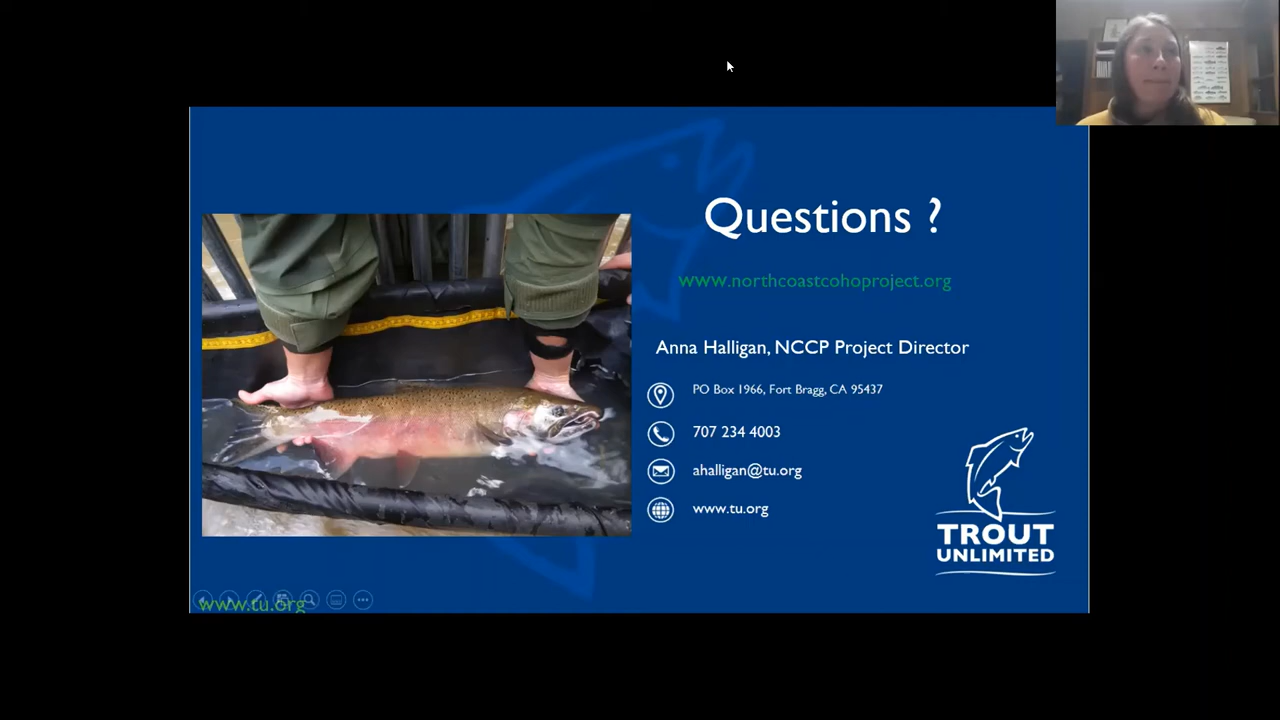 Questions ?
www.northcoastcohoproject.org
Anna Halligan, NCCP Project Director
PO Box 1966, Fort Bragg, CA 95437
707 234 4003
ahalligan@tu.org
www.tu.org
TROUT
UNLIMITED
www.tu.org